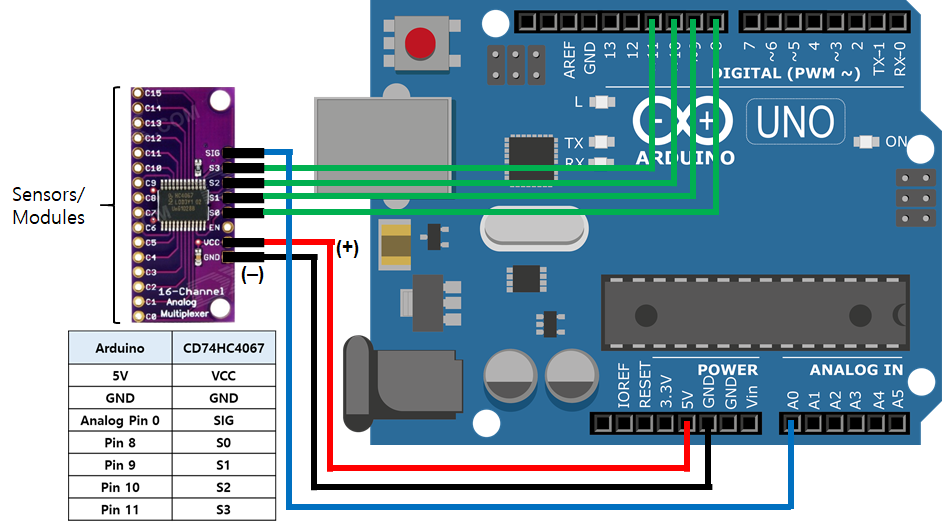 AREF
GND
13
12
~11
~10
~9
8
7
~6
~5
4
~3
2
TX-1
RX-0
DIGITAL (PWM ~)
L
TX
RX
ARDUINO
UNO
ON
Sensors/
Modules
C15
C14
C13
C12
C11
C10
C9
C8
C7
C6
C5
C4
C3
C2
C1
C0
SIG
S3
S2
S1
S0
EN
VCC
GND
16-Channel
Analog
Multiplexer
(+)
(–)
POWER
ANALOG IN
IOREF
RESET
3.3V
5V
GND
GND
Vin
A0
A1
A2
A3
A4
A5
Arduino CD74HC4067
5V VCC
GND GND
Analog Pin 0 SIG
Pin 8 S0
Pin 9 S1
Pin 10 S2
Pin 11 S3